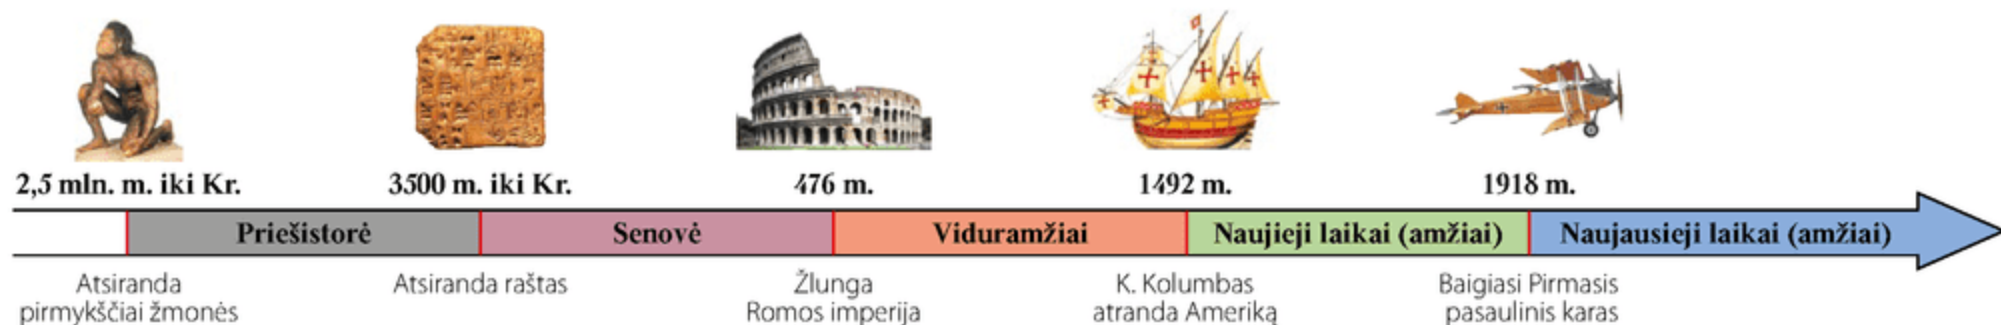 2,5 mln. m. iki Kr.
3500 m. iki Kr.
476 m.
1492 m.
1918 m.
Priešistorė
Senovė
Viduramžiai
Naujieji laikai (amžiai)
Naujausieji laikai (amžiai)
Atsiranda
pirmykščiai žmonės
Atsiranda raštas
Žlunga
Romos imperija
K. Kolumbas
atranda Ameriką
Baigiasi Pirmasis
pasaulinis karas